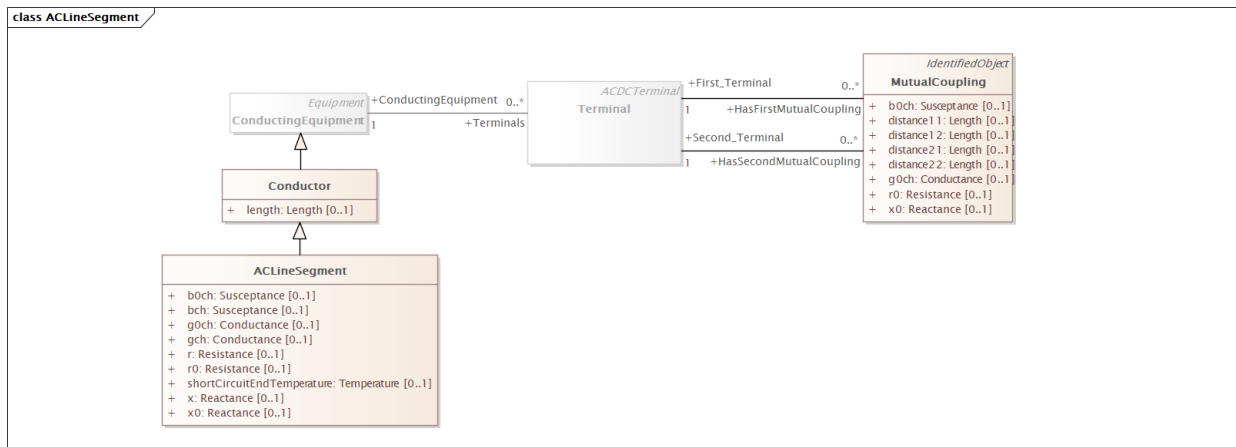 class ACLineSegment
IdentifiedObject
MutualCoupling
+ b0ch: Susceptance [0..1]
+ distance11: Length [0..1]
+ distance12: Length [0..1]
+ distance21: Length [0..1]
+ distance22: Length [0..1]
+ g0ch: Conductance [0..1]
+ r0: Resistance [0..1]
+ x0: Reactance [0..1]
+First_Terminal 0..*
1 +HasFirstMutualCoupling
+Second_Terminal 0..*
1 +HasSecondMutualCoupling
ACDCTerminal
Terminal
+ConductingEquipment 0..*
1 +Terminals
Equipment
ConductingEquipment
Conductor
+ length: Length [0..1]
ACLineSegment
+ b0ch: Susceptance [0..1]
+ bch: Susceptance [0..1]
+ g0ch: Conductance [0..1]
+ gch: Conductance [0..1]
+ r: Resistance [0..1]
+ r0: Resistance [0..1]
+ shortCircuitEndTemperature: Temperature [0..1]
+ x: Reactance [0..1]
+ x0: Reactance [0..1]